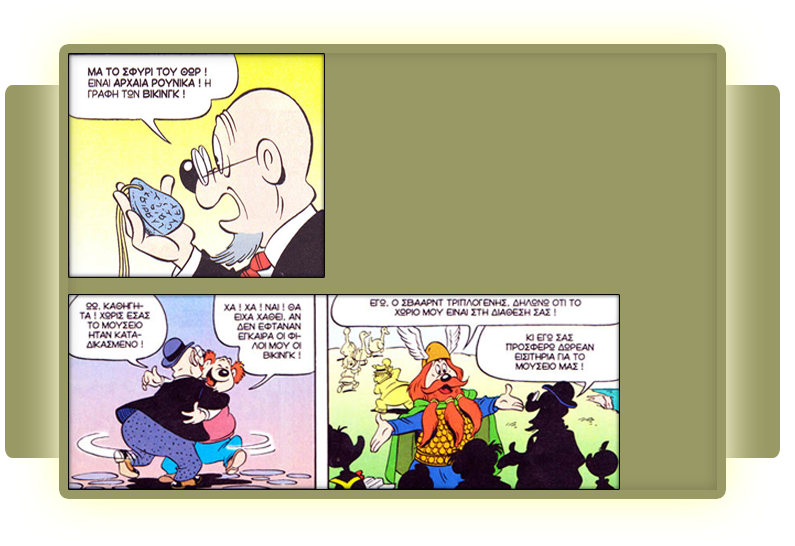 ΜΑ ΤΟ ΣΦΥΡΙ ΤΟΥ ΘΩΡ !
ΕΙΝΑΙ ΑΡΧΑΙΑ ΡΟΥΝΙΚΑ ! Η
ΓΡΑΦΗ ΤΩΝ ΒΙΚΙΝΓΚ !
ΩΩ, ΚΑΘΗΓΗ-
ΤΑ ! ΧΩΡΙΣ ΕΣΑΣ
ΤΟ ΜΟΥΣΕΙΟ
ΗΤΑΝ ΚΑΤΑ-
ΔΙΚΑΣΜΕΝΟ !
ΧΑ ! ΧΑ ! ΝΑΙ ! ΘΑ
ΕΙΧΑ ΧΑΘΕΙ, ΑΝ
ΔΕΝ ΕΦΤΑΝΑΝ
ΕΓΚΑΙΡΑ ΟΙ ΦΙ-
ΛΟΙ ΜΟΥ ΟΙ
ΒΙΚΙΝΓΚ !
ΕΓΩ, Ο ΣΒΑΑΡΝΤ ΤΡΙΠΛΟΓΕΝΗΣ, ΔΗΛΩΝΩ ΟΤΙ ΤΟ
ΧΩΡΙΟ ΜΟΥ ΕΙΝΑΙ ΣΤΗ ΔΙΑΘΕΣΗ ΣΑΣ !
ΚΙ ΕΓΩ ΣΑΣ
ΠΡΟΣΦΕΡΩ ΔΩΡΕΑΝ
ΕΙΣΙΤΗΡΙΑ ΓΙΑ ΤΟ
ΜΟΥΣΕΙΟ ΜΑΣ !